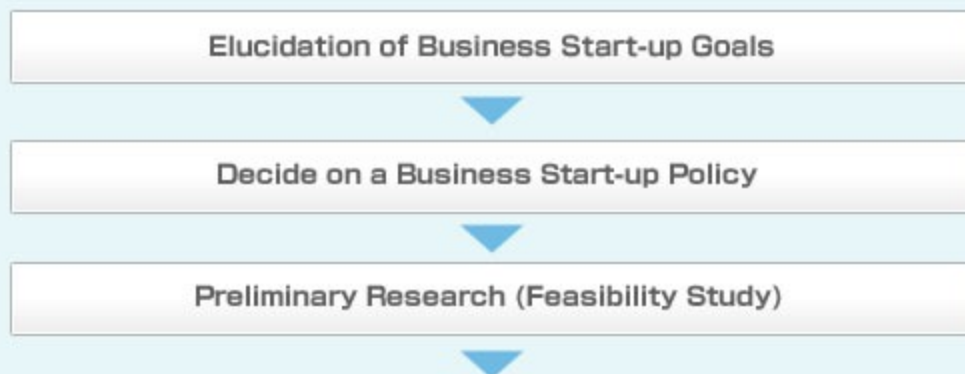 Elucidation of Business Start-up Goals
Decide on a Business Start-up Policy
Preliminary Research (Feasibility Study)